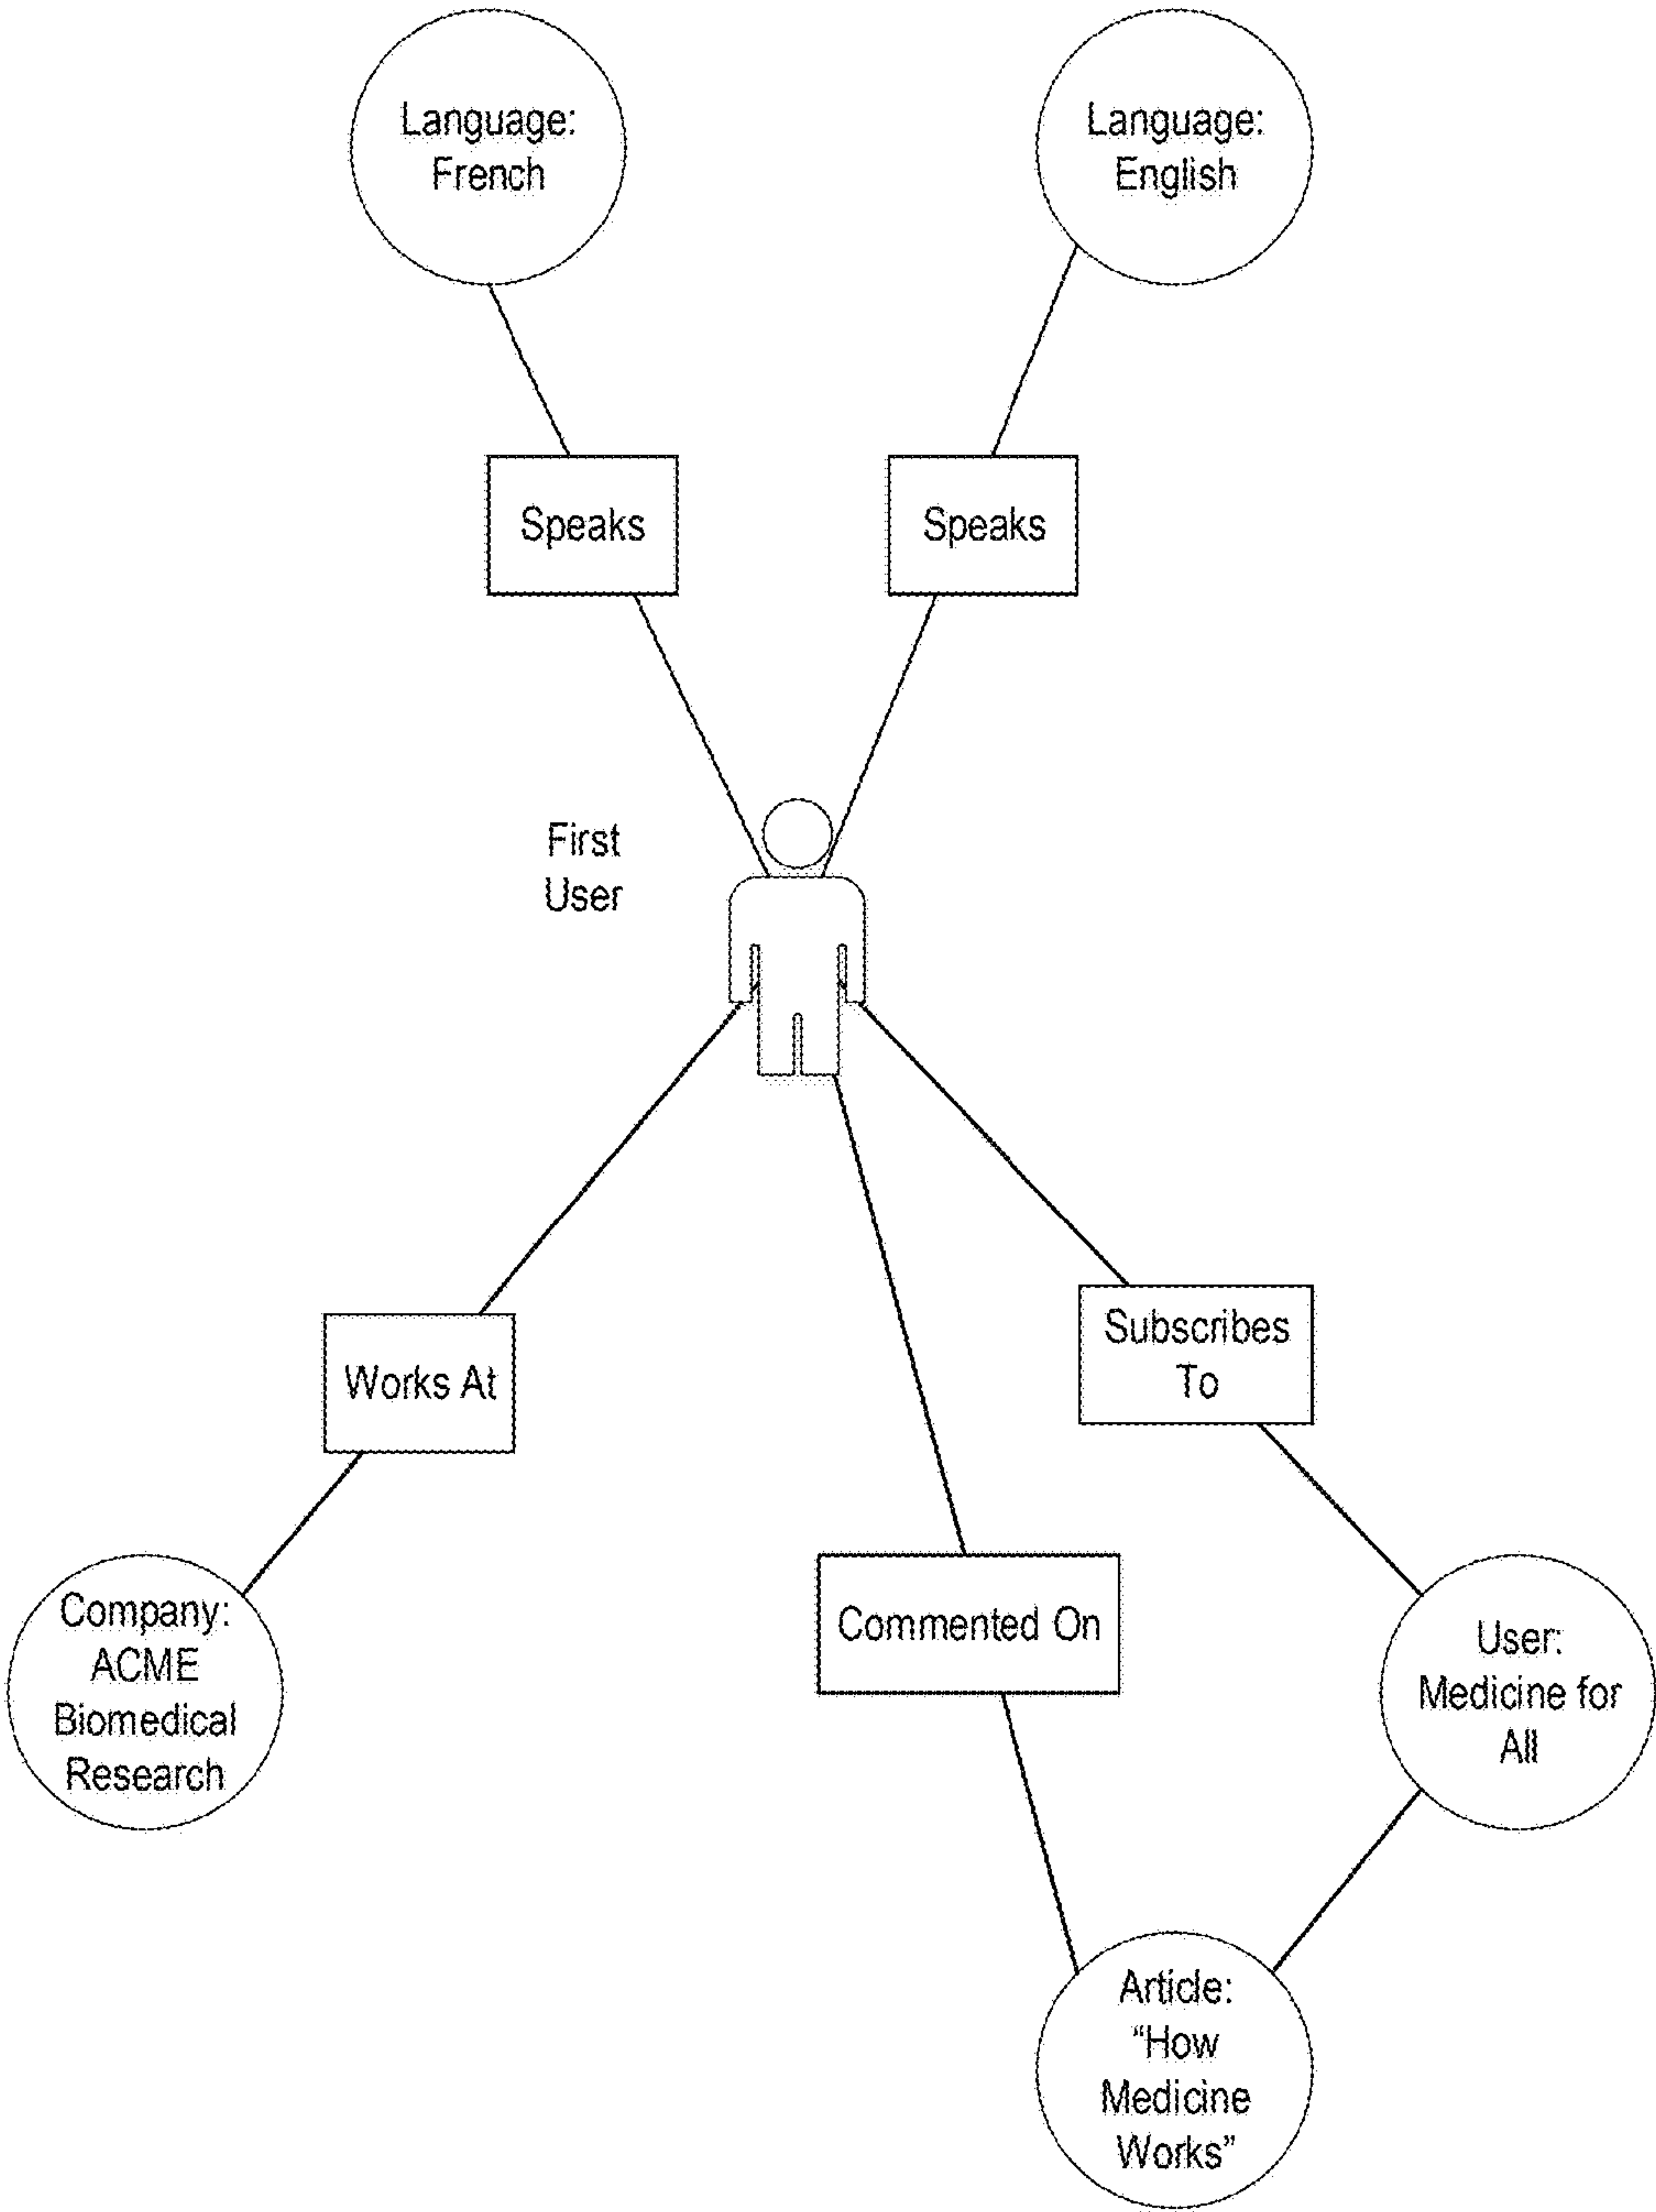 Language:
French
Language:
English
Speaks
Speaks
First
User
Works At
Subscribes
To
Commented On
Company:
ACME
Biomedical
Research
User:
Medicine for
All
Article:
“How
Medicine
Works”